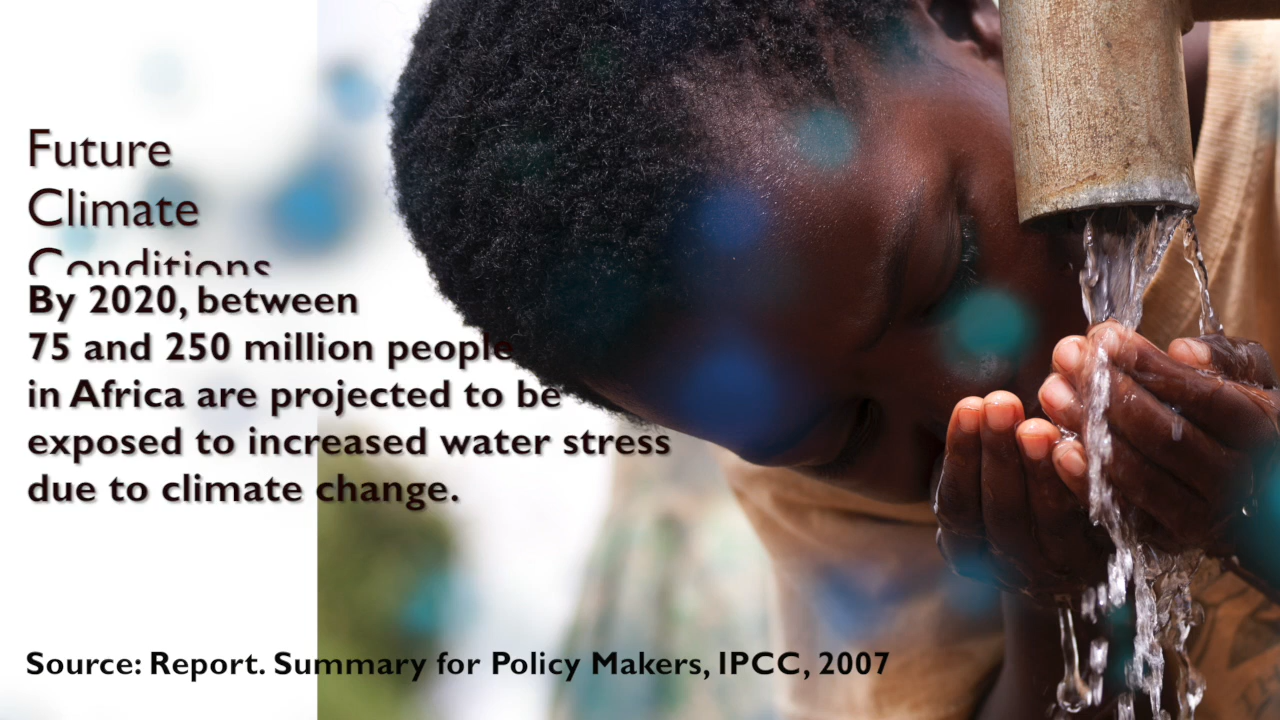 Future
Climate
Conditions
By 2020, between
75 and 250 million people
in Africa are projected to be
exposed to increased water stress
due to climate change.
Source: Report. Summary for Policy Makers, IPCC, 2007